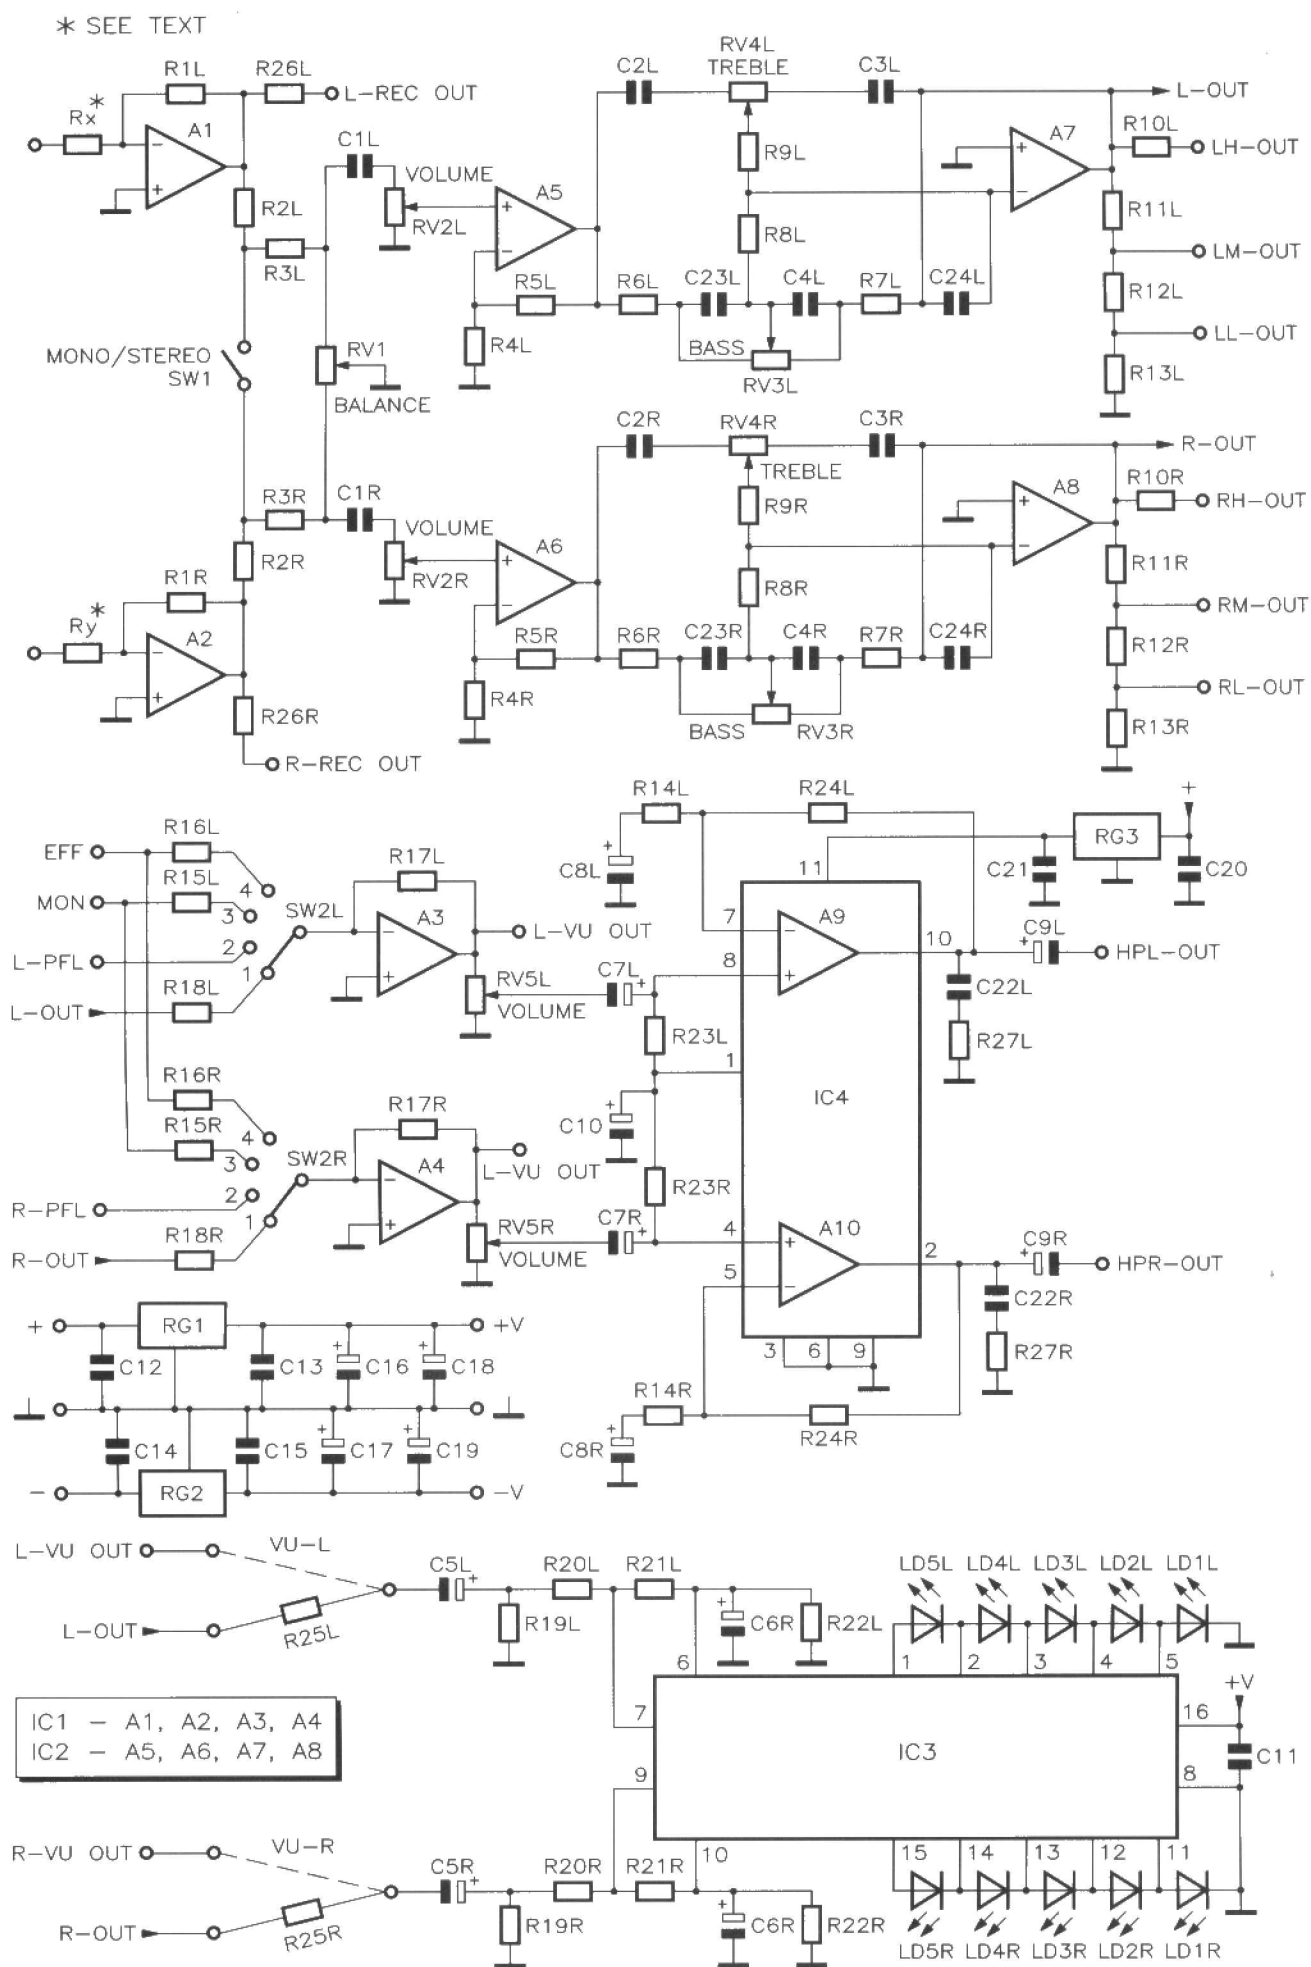 * SEE TEXT
R1L R26L
L-REC OUT
Rx*
A1
− +
R2L
R3L
C1L
VOLUME
RV2L
MONO/STEREO
SW1
RV1
BALANCE
A5
+ −
R5L
R4L
C2L
RV4L
TREBLE
C3L
R9L
R8L
R6L C23L C4L R7L C24L
BASS
RV3L
A7
+ −
L-OUT
R10L
LH-OUT
R11L
LM-OUT
R12L
LL-OUT
R13L
R3R C1R
VOLUME
RV2R
R2R
R1R
Ry*
A2
− +
R26R
R-REC OUT
A6
+ −
R5R
R4R
C2R
RV4R
TREBLE
C3R
R9R
R8R
R6R C23R C4R R7R C24R
BASS RV3R
A8
+ −
R-OUT
R10R
RH-OUT
R11R
RM-OUT
R12R
RL-OUT
R13R
EFF
R16L
MON
R15L
L-PFL
L-OUT
R18L
4
3
2
1
SW2L
R17L
A3
− +
L-VU OUT
RV5L
VOLUME
R16R
R15R
R-PFL
R-OUT
R18R
4
3
2
1
SW2R
R17R
A4
− +
L-VU OUT
RV5R
VOLUME
R14L R24L
+
C8L
C7L
+
R23L
+
C10
R23R
C7R
+
11
7
8
1
4
5
10
2
3 6 9
A9
− +
IC4
A10
+ −
C21
RG3
+
C20
C9L
+
HPL-OUT
C22L
R27L
C9R
+
HPR-OUT
C22R
R27R
R14R
R24R
+
C8R
+
RG1
+V
C12 C13
+
C16
+
C18
C14 C15
+
C17
+
C19
−
RG2
−V
L-VU OUT
VU-L
L-OUT
R25L
C5L
+
R20L R21L
R19L
+
C6R
R22L
LD5L LD4L LD3L LD2L LD1L
6 1 2 3 4 5
7
9
IC3
16
8
+V
C11
10 15 14 13 12 11
IC1 − A1, A2, A3, A4
IC2 − A5, A6, A7, A8
R-VU OUT
VU-R
R-OUT
R25R
C5R
+
R20R R21R
R19R
+
C6R
R22R
LD5R LD4R LD3R LD2R LD1R